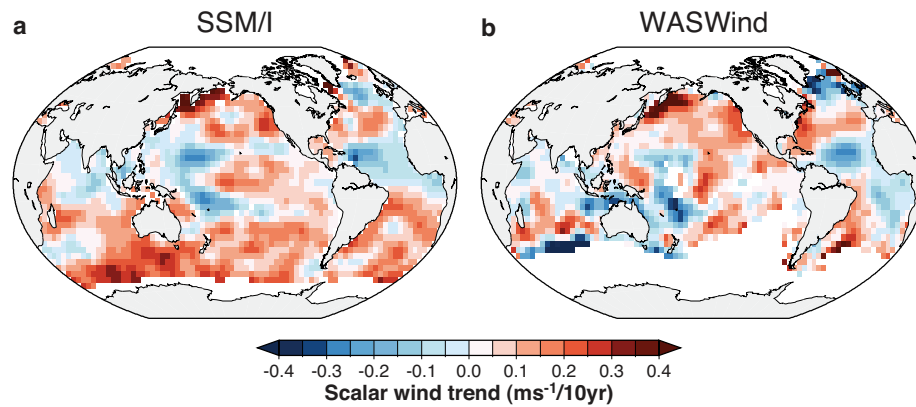 a SSM/I
b WASWind
-0.4 -0.3 -0.2 -0.1 0.0 0.1 0.2 0.3 0.4
Scalar wind trend (ms⁻¹/10yr)